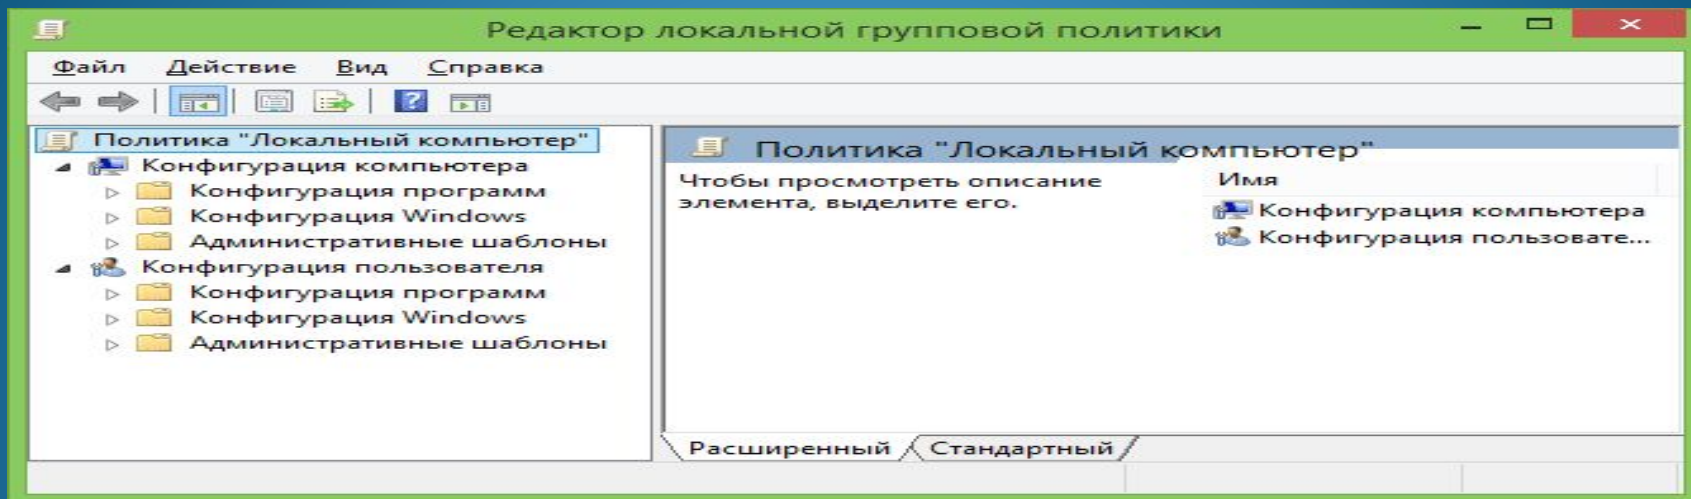 Редактор локальной групповой политики
Файл Действие Вид Справка
Политика "Локальный компьютер"
Конфигурация компьютера
Конфигурация программ
Конфигурация Windows
Административные шаблоны
Конфигурация пользователя
Конфигурация программ
Конфигурация Windows
Административные шаблоны
Политика "Локальный компьютер"
Чтобы просмотреть описание
элемента, выделите его.
Имя
Конфигурация компьютера
Конфигурация пользовате...
Расширенный Стандартный